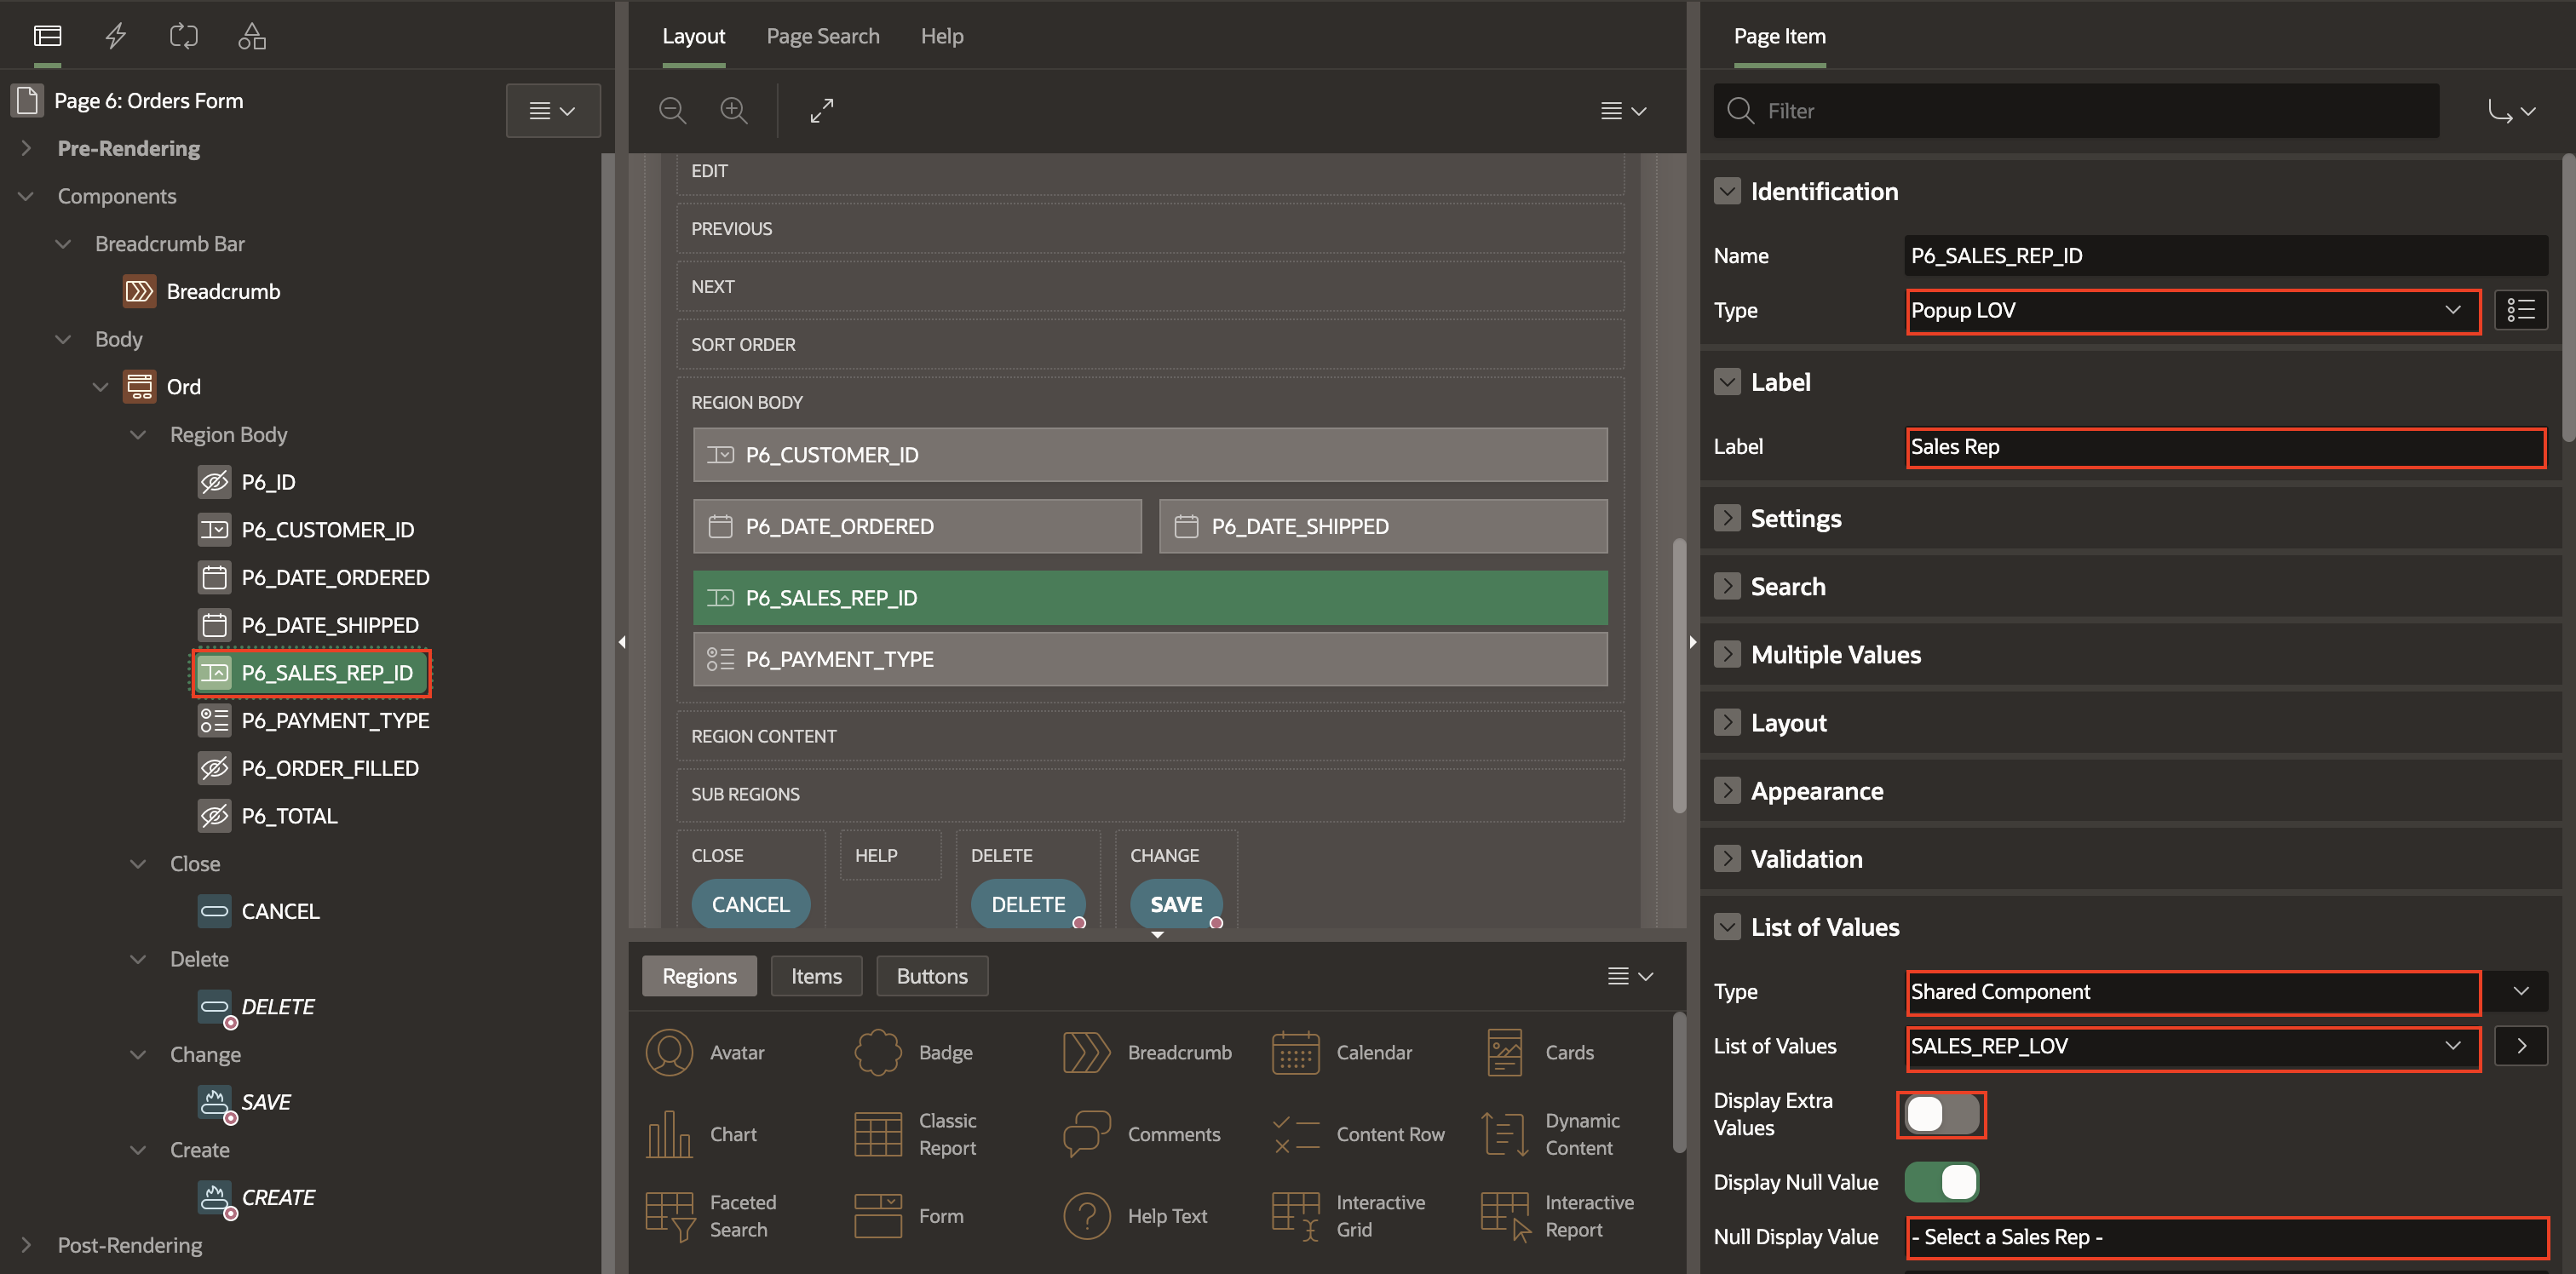 Page 6: Orders Form
Pre-Rendering
Components
Breadcrumb Bar
Breadcrumb
Body
Ord
Region Body
P6_ID
P6_CUSTOMER_ID
P6_DATE_ORDERED
P6_DATE_SHIPPED
P6_SALES_REP_ID
P6_PAYMENT_TYPE
P6_ORDER_FILLED
P6_TOTAL
Close
CANCEL
Delete
DELETE
Change
SAVE
Create
CREATE
Post-Rendering
Layout Page Search Help
EDIT
PREVIOUS
NEXT
SORT ORDER
REGION BODY
P6_CUSTOMER_ID
P6_DATE_ORDERED P6_DATE_SHIPPED
P6_SALES_REP_ID
P6_PAYMENT_TYPE
REGION CONTENT
SUB REGIONS
CLOSE HELP DELETE CHANGE
CANCEL DELETE SAVE
Regions Items Buttons
Avatar Badge Breadcrumb Calendar Cards
Chart Classic Report Comments Content Row Dynamic Content
Faceted Search Form Help Text Interactive Grid Interactive Report
Page Item
Filter
Identification
Name P6_SALES_REP_ID
Type Popup LOV
Label
Label Sales Rep
Settings
Search
Multiple Values
Layout
Appearance
Validation
List of Values
Type Shared Component
List of Values SALES_REP_LOV
Display Extra
Values
Display Null Value
Null Display Value - Select a Sales Rep -